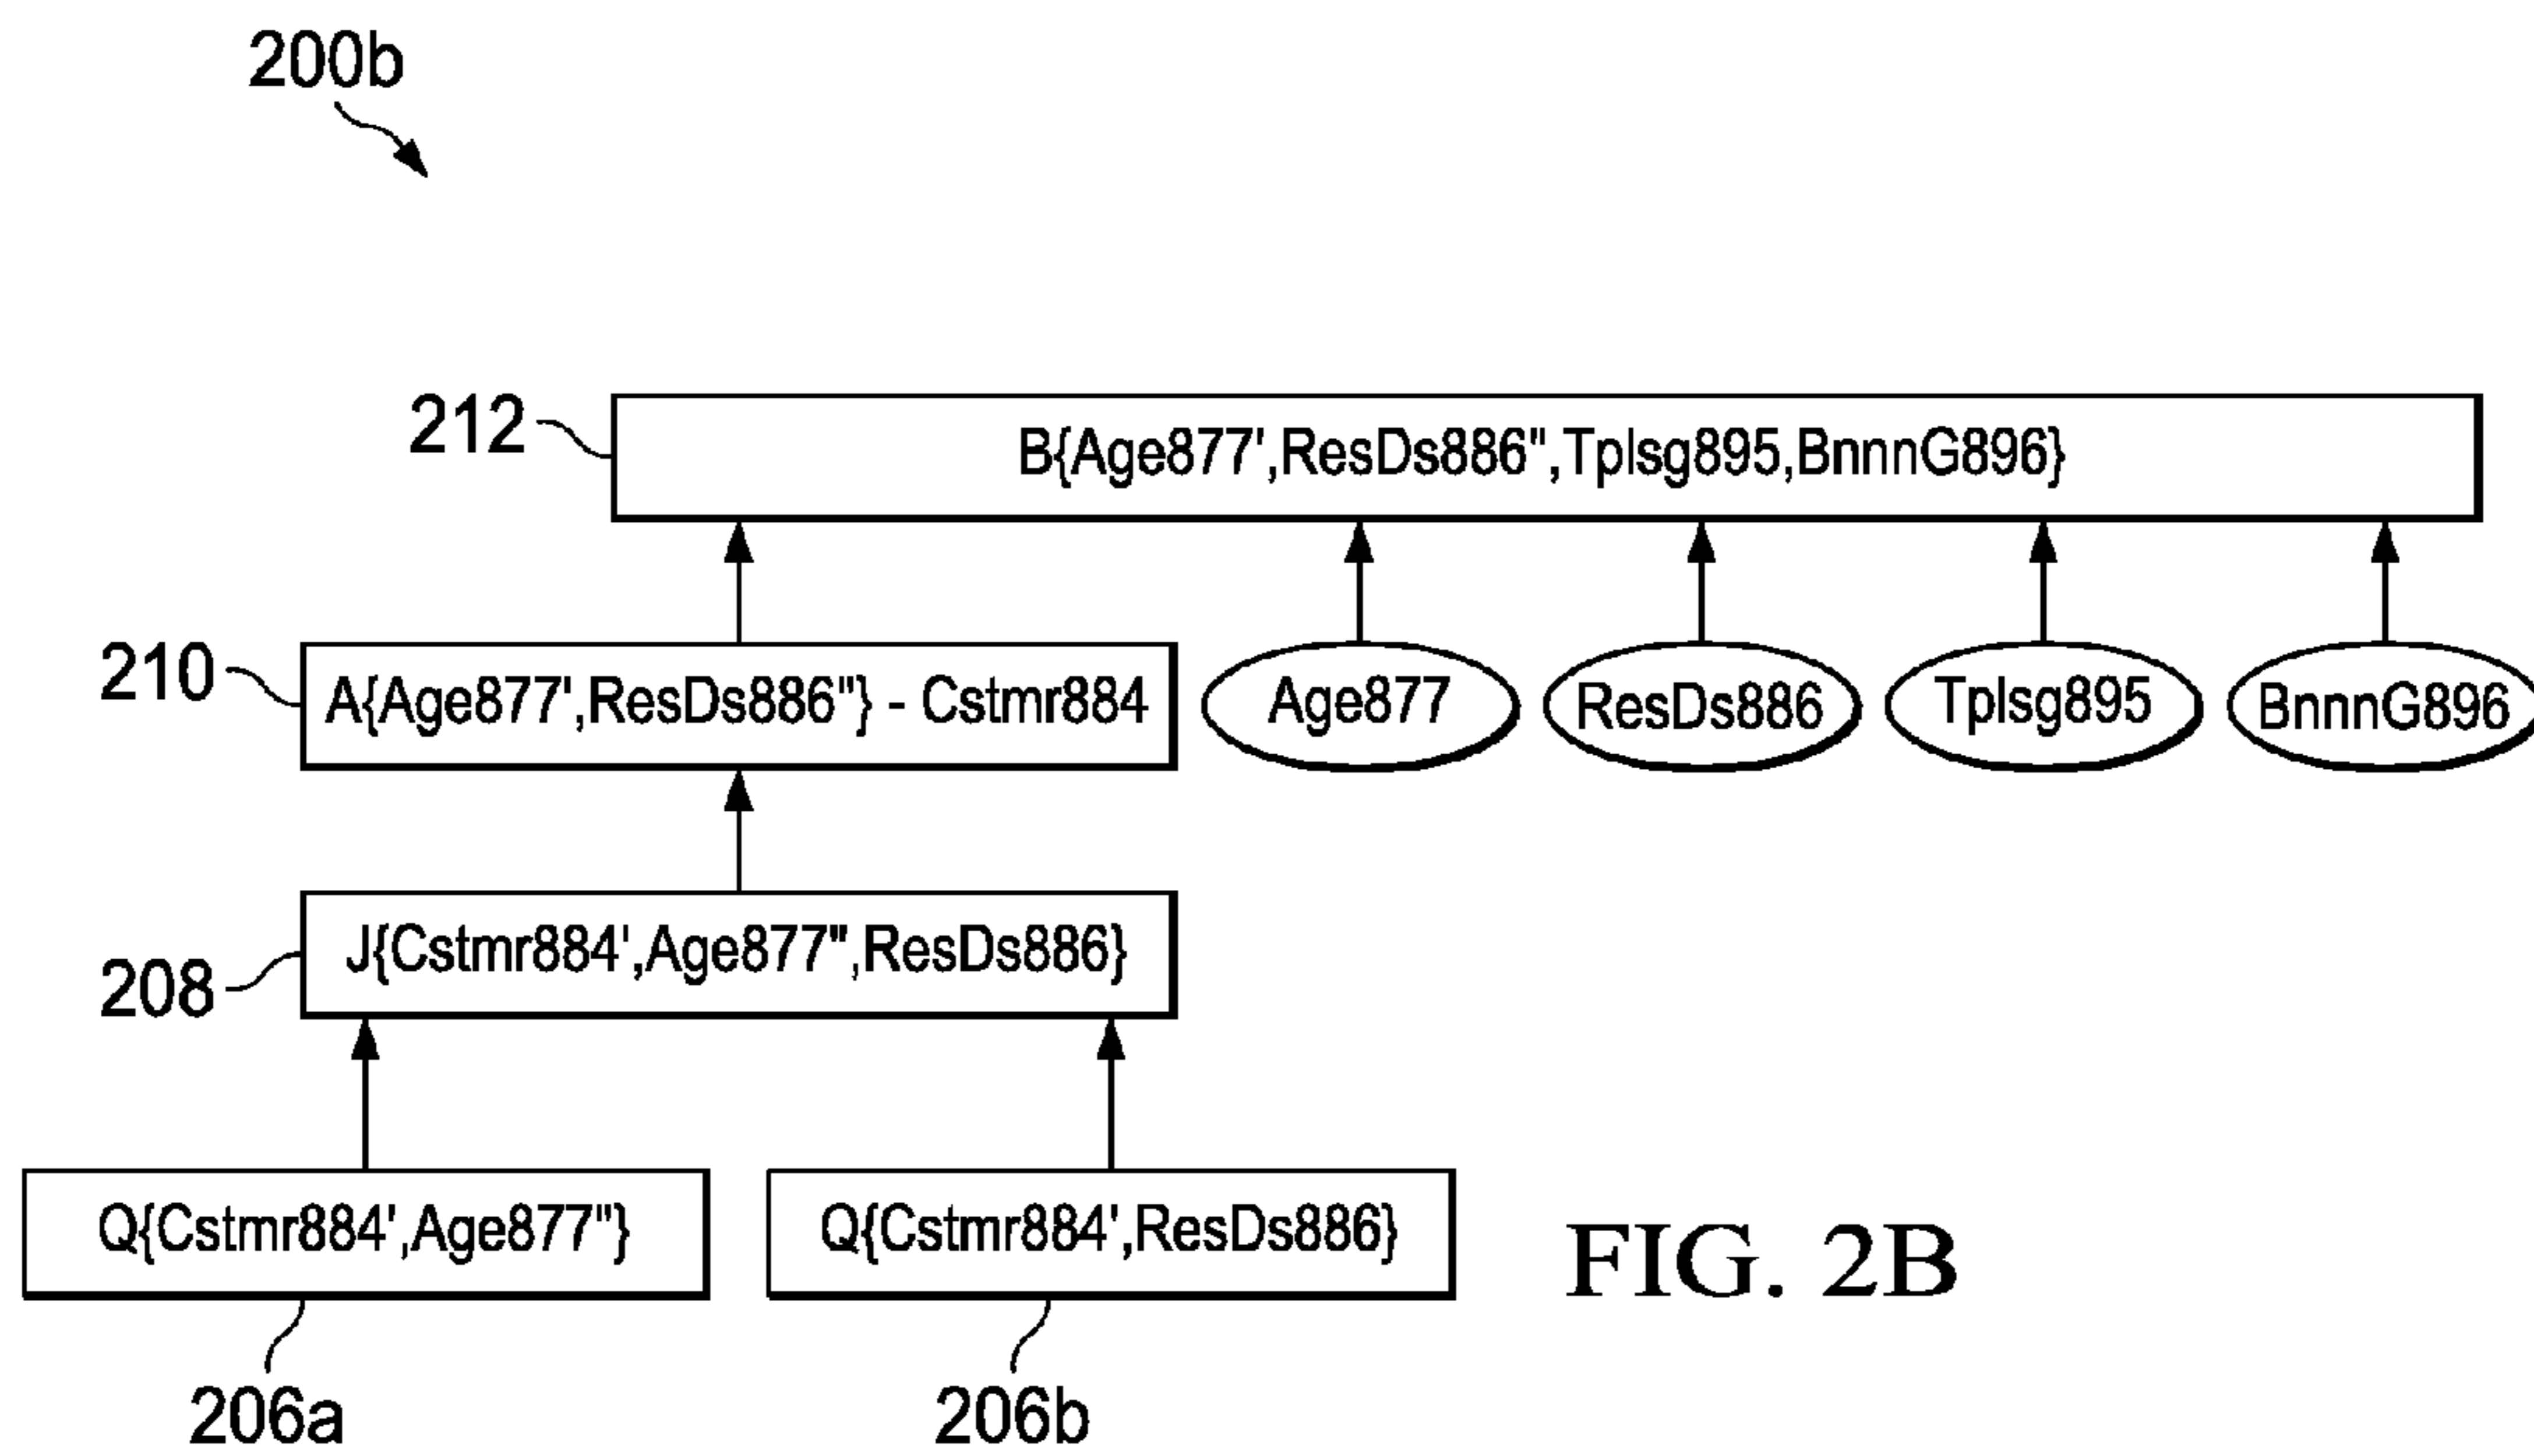 200b
212
B{Age877',ResDs886",Tplsg895,BnnnG896}
210
A{Age877',ResDs886"} - Cstmr884
Age877
ResDs886
Tplsg895
BnnnG896
208
J{Cstmr884',Age877",ResDs886}
Q{Cstmr884',Age877"}
Q{Cstmr884',ResDs886}
FIG. 2B
206a
206b